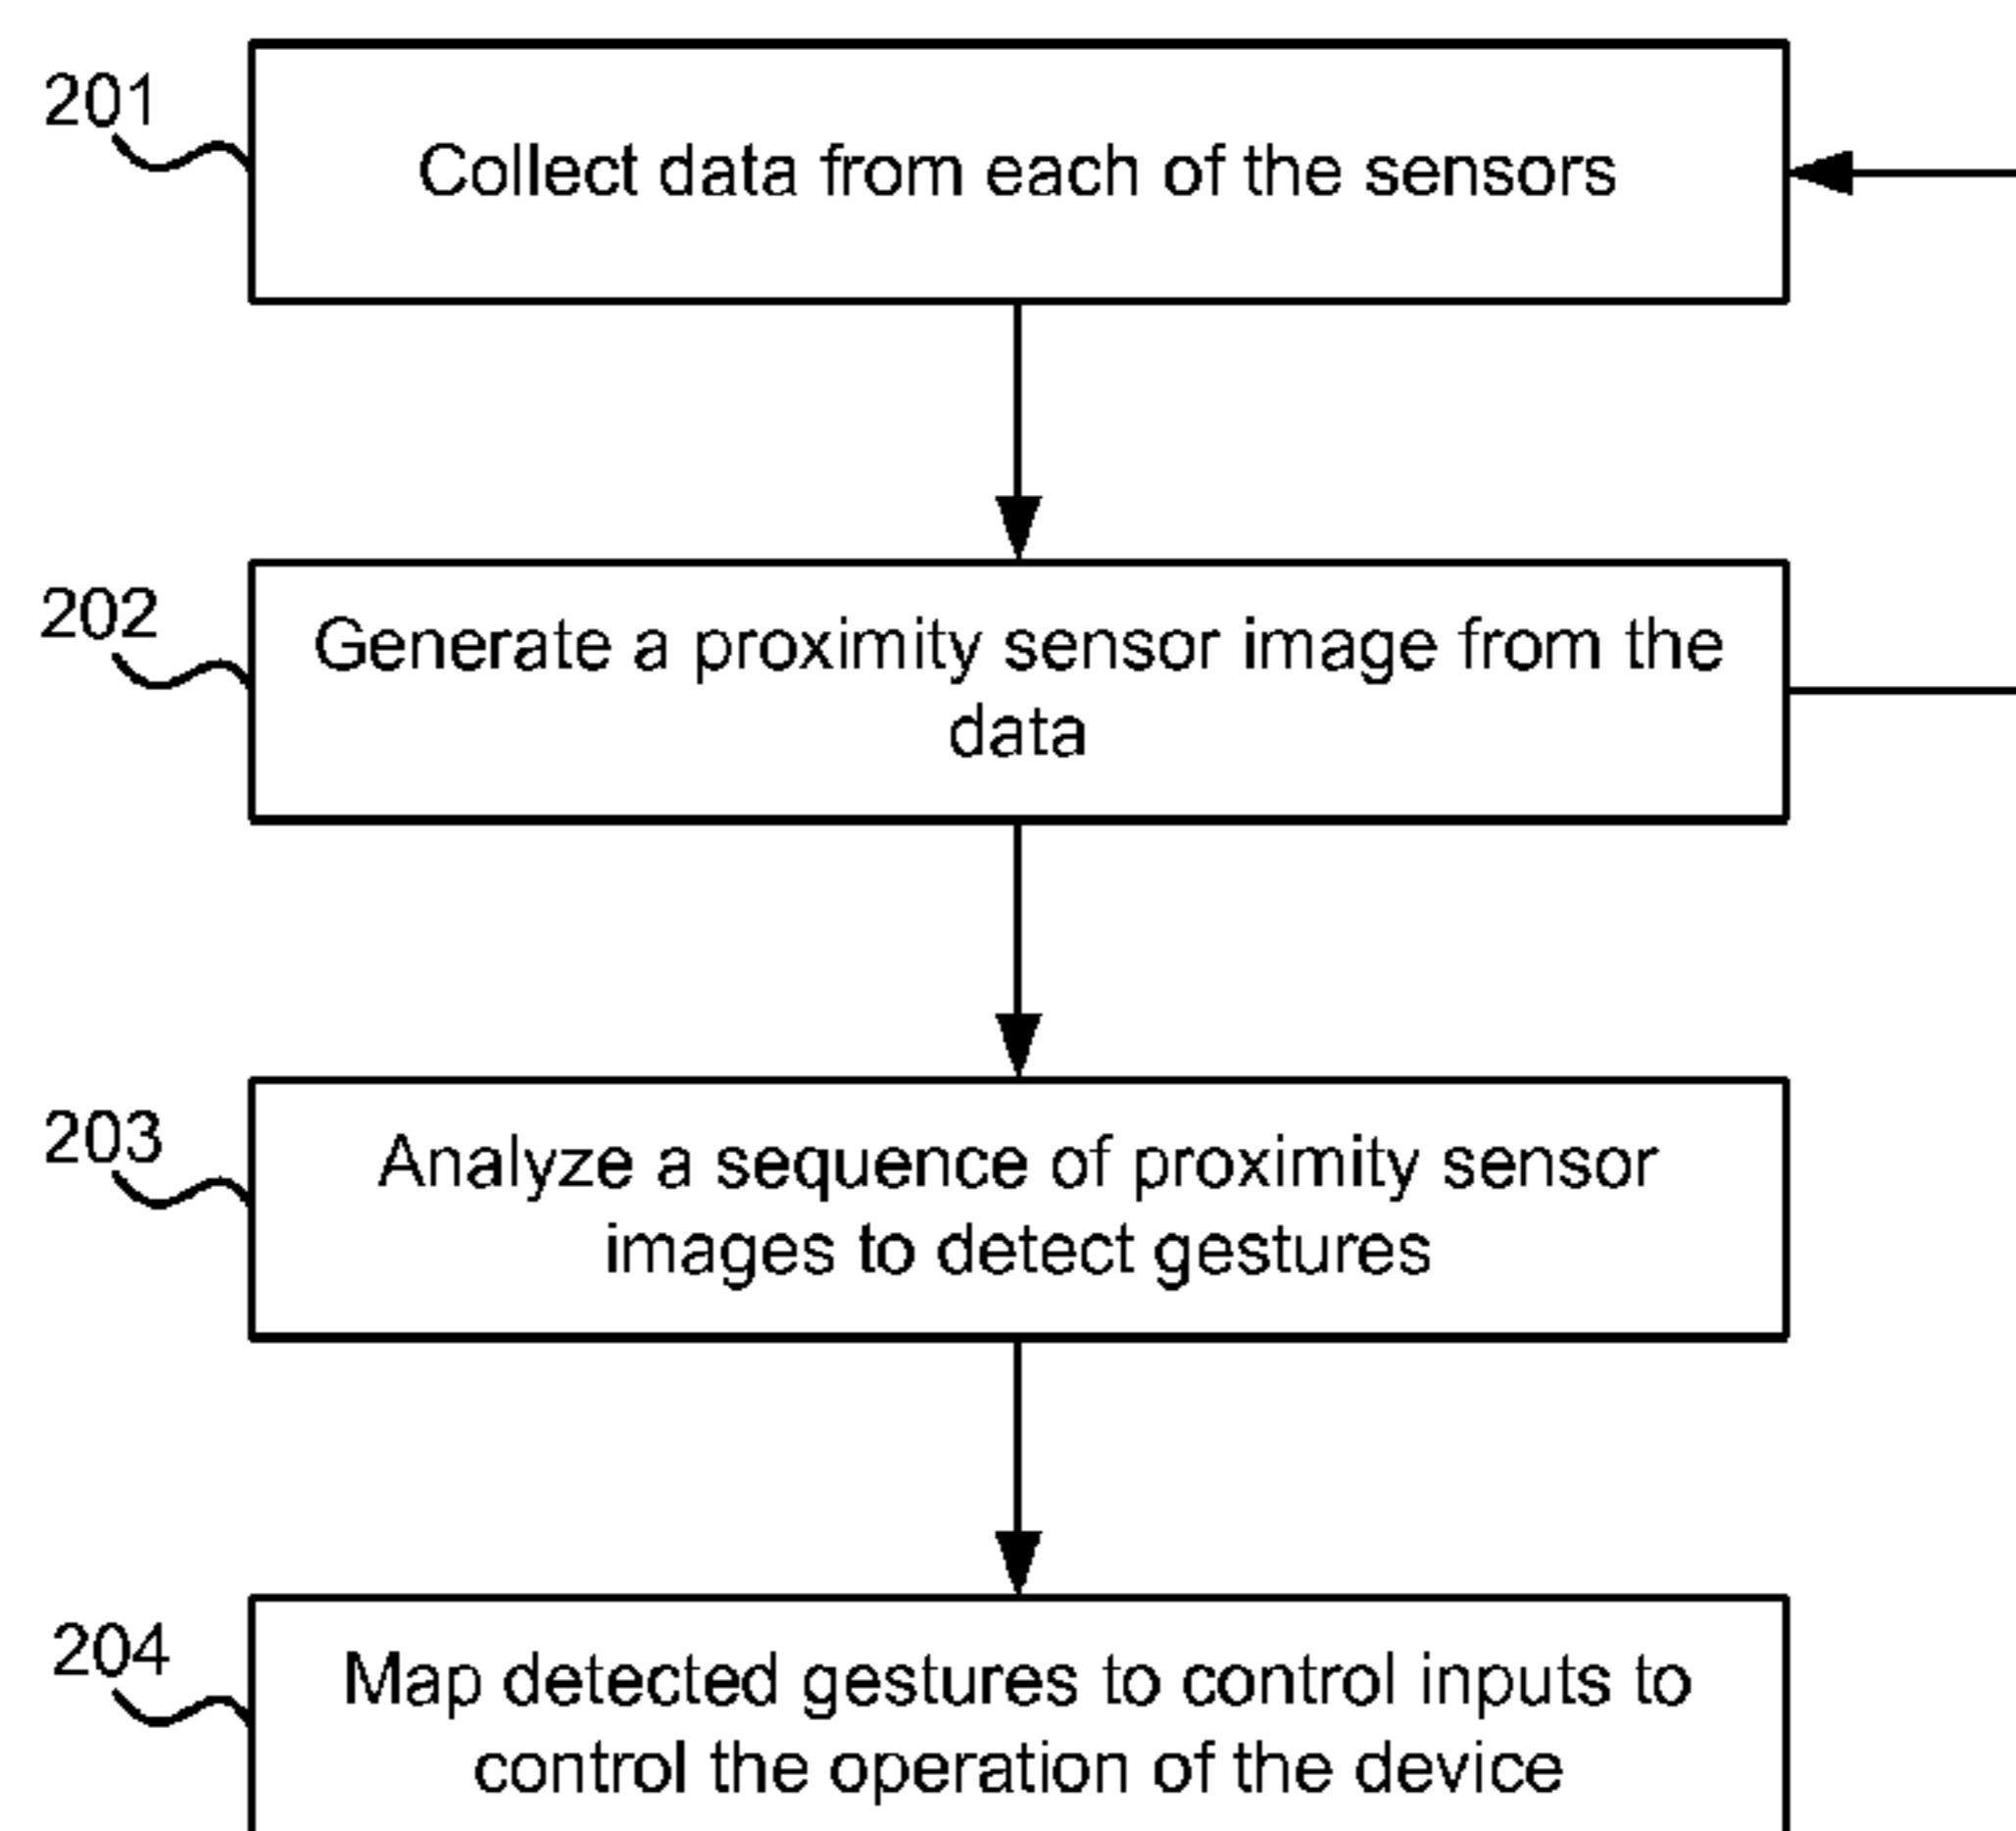 201
Collect data from each of the sensors
202
Generate a proximity sensor image from the
data
203
Analyze a sequence of proximity sensor
images to detect gestures
204
Map detected gestures to control inputs to
control the operation of the device